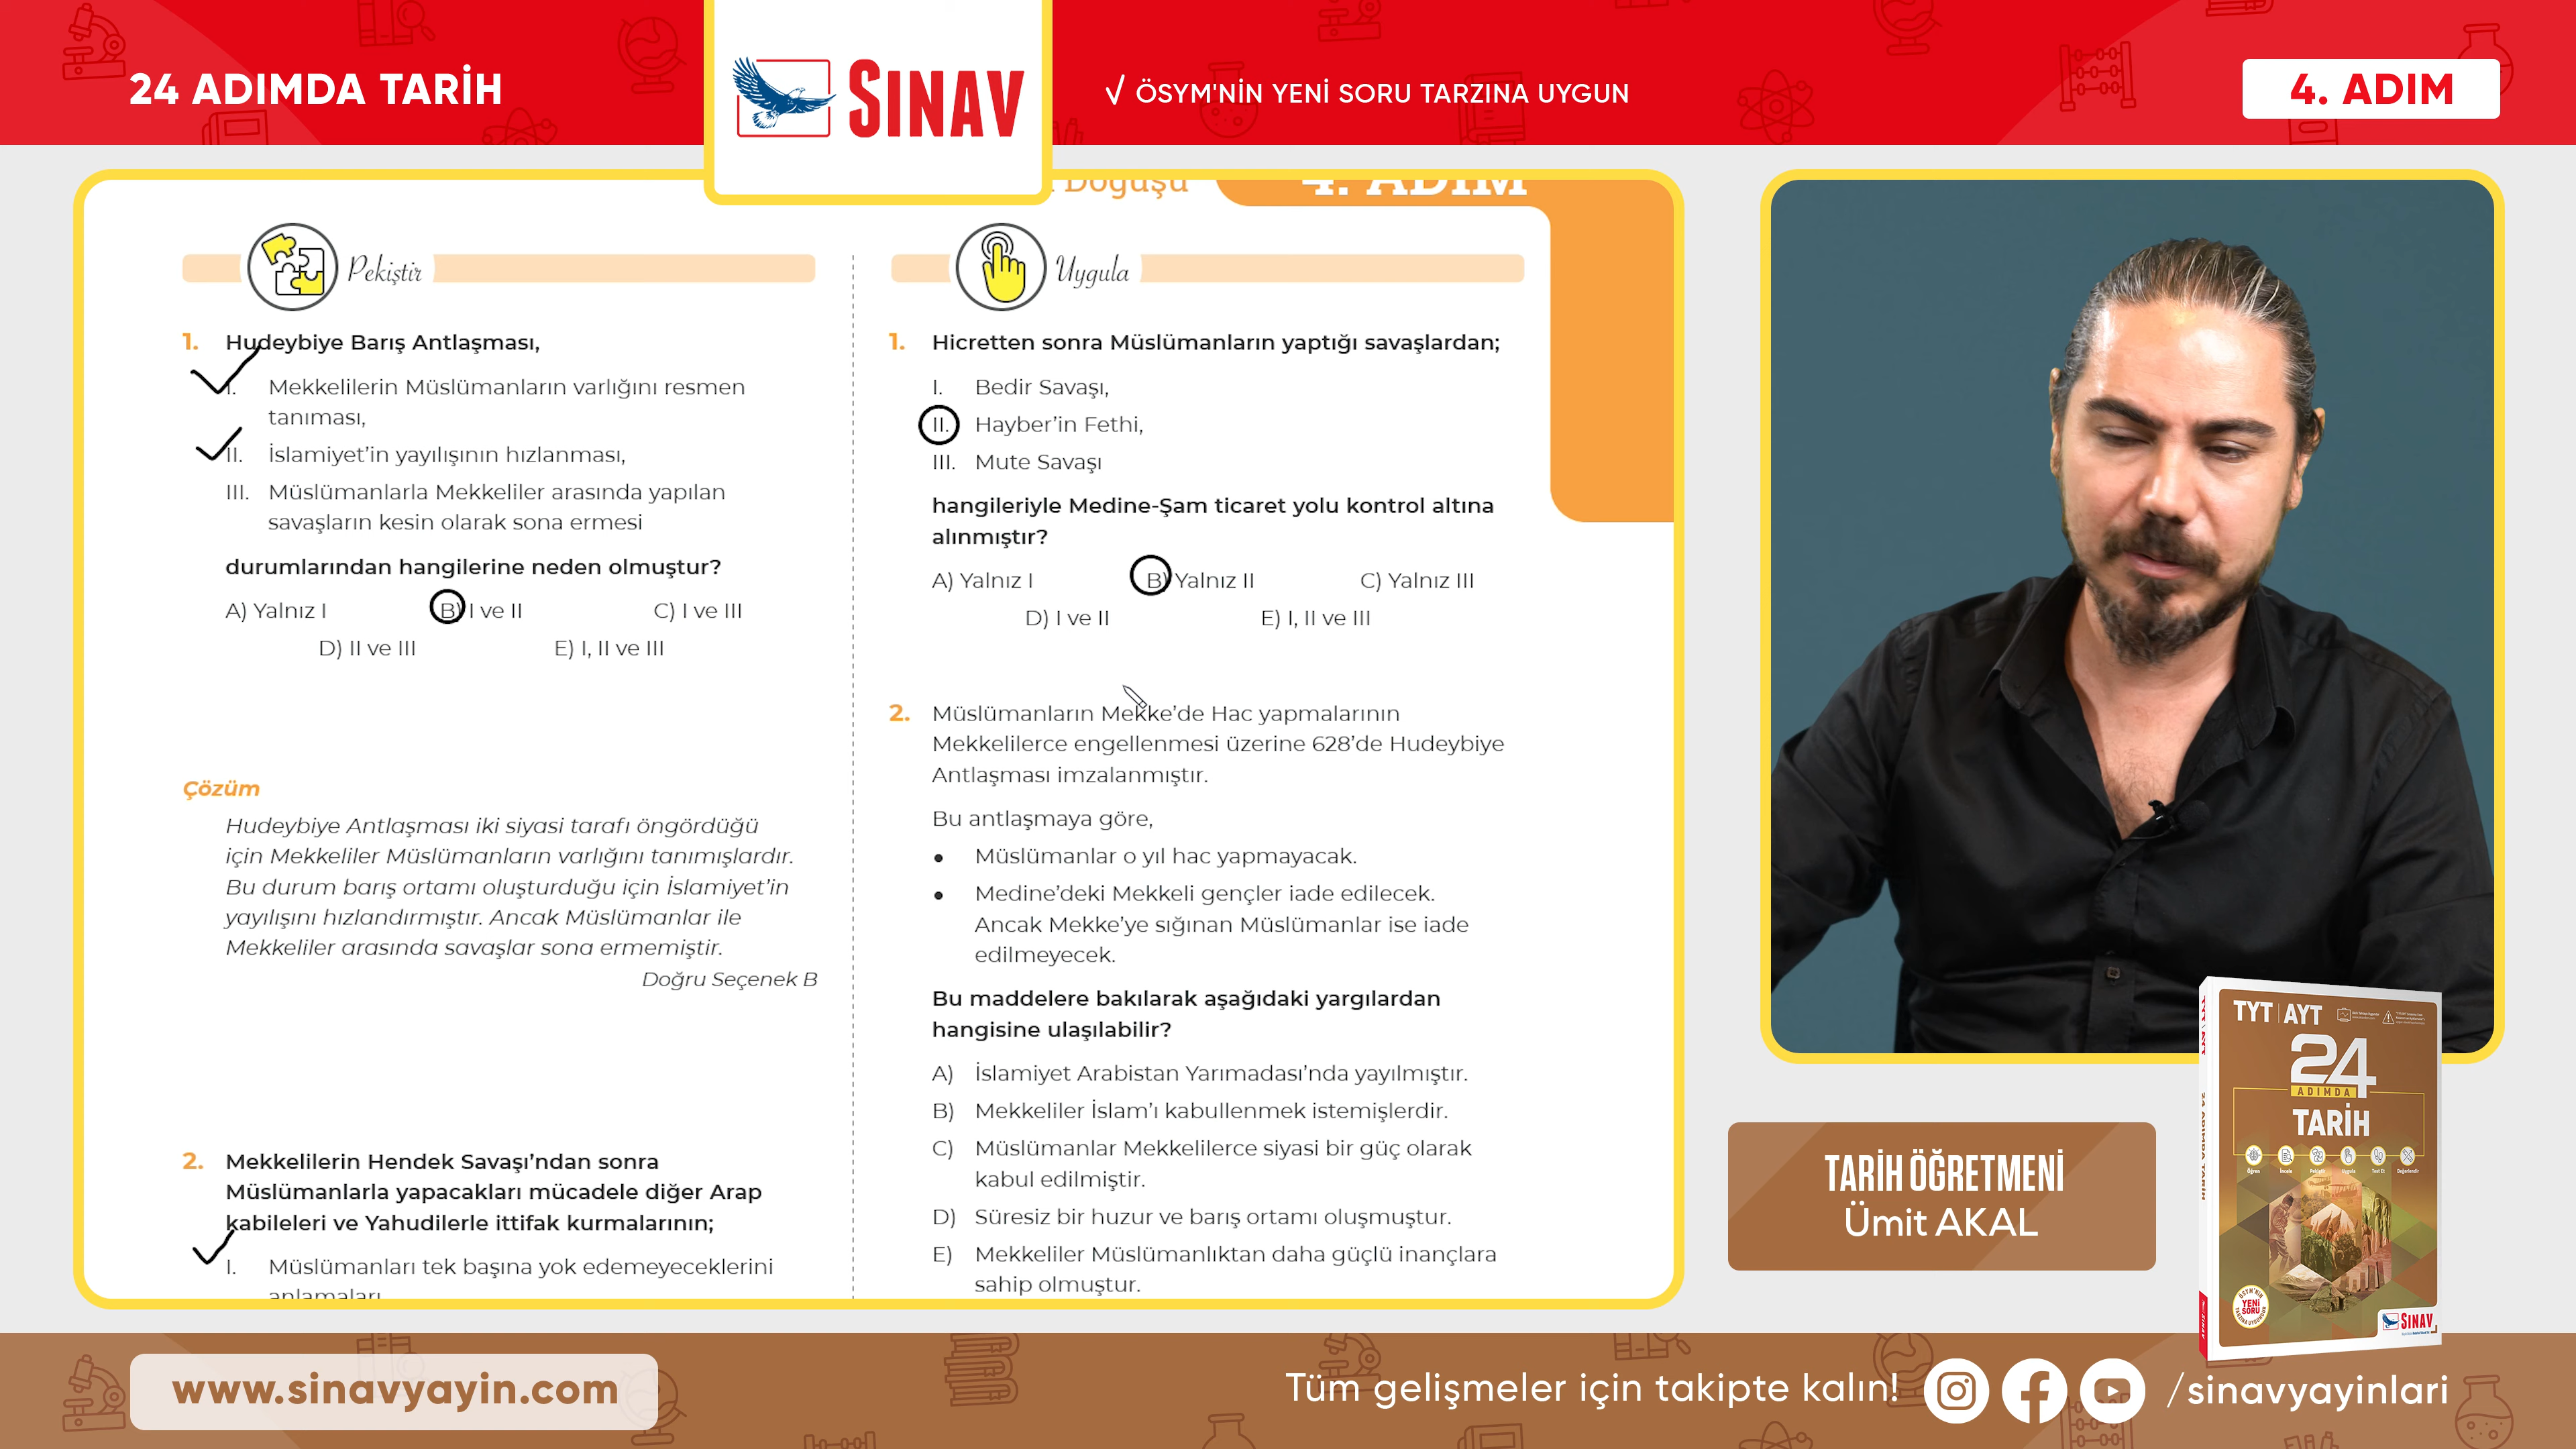 24 ADIMDA TARİH
SINAV
√ ÖSYM'NİN YENİ SORU TARZINA UYGUN
4. ADIM
Doğuşu
4. ADIM
Pekiştir
1. Hudeybiye Barış Antlaşması,
I. Mekkelilerin Müslümanların varlığını resmen
tanıması,
II. İslamiyet'in yayılışının hızlanması,
III. Müslümanlarla Mekkeliler arasında yapılan
savaşların kesin olarak sona ermesi
durumlarından hangilerine neden olmuştur?
A) Yalnız I B) I ve II C) I ve III
D) II ve III E) I, II ve III
Çözüm
Hudeybiye Antlaşması iki siyasi tarafı öngördüğü
için Mekkeliler Müslümanların varlığını tanımışlardır.
Bu durum barış ortamı oluşturduğu için İslamiyet'in
yayılışını hızlandırmıştır. Ancak Müslümanlar ile
Mekkeliler arasında savaşlar sona ermemiştir.
Doğru Seçenek B
2. Mekkelilerin Hendek Savaşı'ndan sonra
Müslümanlarla yapacakları mücadele diğer Arap
kabileleri ve Yahudilerle ittifak kurmalarının;
I. Müslümanları tek başına yok edemeyeceklerini
anlamaları
Uygula
1. Hicretten sonra Müslümanların yaptığı savaşlardan;
I. Bedir Savaşı,
II. Hayber'in Fethi,
III. Mute Savaşı
hangileriyle Medine-Şam ticaret yolu kontrol altına
alınmıştır?
A) Yalnız I B) Yalnız II C) Yalnız III
D) I ve II E) I, II ve III
2. Müslümanların Mekke'de Hac yapmalarının
Mekkelilerce engellenmesi üzerine 628'de Hudeybiye
Antlaşması imzalanmıştır.
Bu antlaşmaya göre,
• Müslümanlar o yıl hac yapmayacak.
• Medine'deki Mekkeli gençler iade edilecek.
Ancak Mekke'ye sığınan Müslümanlar ise iade
edilmeyecek.
Bu maddelere bakılarak aşağıdaki yargılardan
hangisine ulaşılabilir?
A) İslamiyet Arabistan Yarımadası'nda yayılmıştır.
B) Mekkeliler İslam'ı kabullenmek istemişlerdir.
C) Müslümanlar Mekkelilerce siyasi bir güç olarak
kabul edilmiştir.
D) Süresiz bir huzur ve barış ortamı oluşmuştur.
E) Mekkeliler Müslümanlıktan daha güçlü inançlara
sahip olmuştur.
TARİH ÖĞRETMENİ
Ümit AKAL
TYT | AYT
24
ADIMDA
TARİH
YENİ
SORU
SINAV
www.sinavyayin.com
Tüm gelişmeler için takipte kalın!
/sinavyayinlari